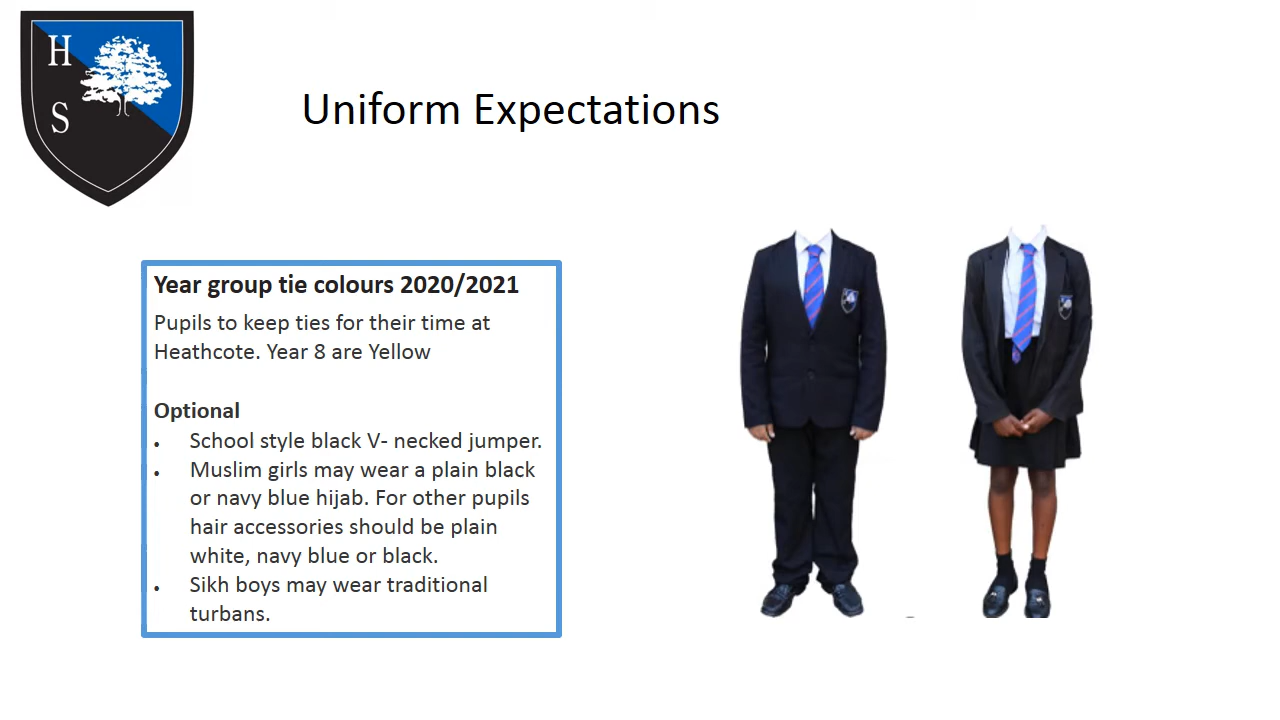 H
S
Uniform Expectations
Year group tie colours 2020/2021
Pupils to keep ties for their time at
Heathcote. Year 8 are Yellow
Optional
• School style black V- necked jumper.
• Muslim girls may wear a plain black
or navy blue hijab. For other pupils
hair accessories should be plain
white, navy blue or black.
• Sikh boys may wear traditional
turbans.